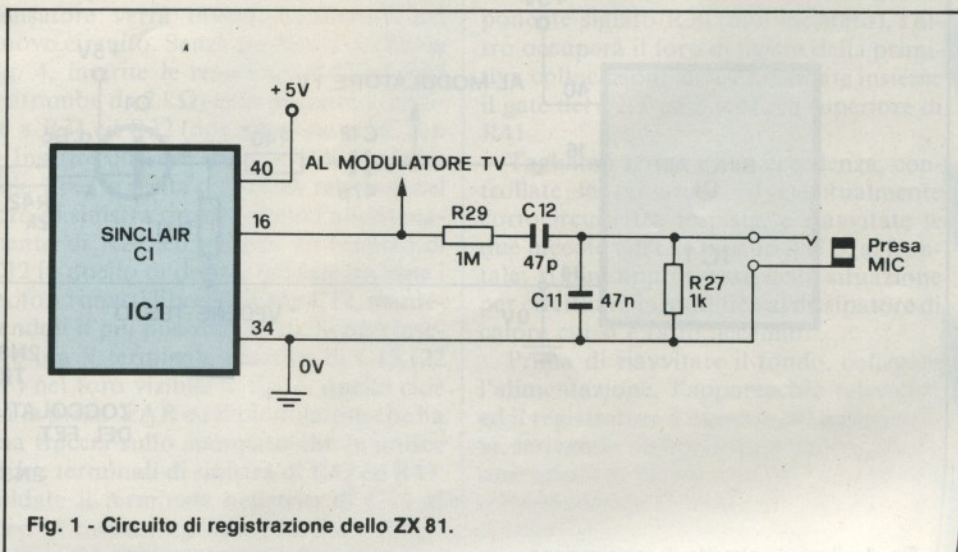 + 5V
40
AL MODULATORE TV
16
R29
1M
C12
47p
SINCLAIR
CI
IC1
C11
47n
R27
1k
Presa
MIC
34
0V
Fig. 1 - Circuito di registrazione dello ZX 81.